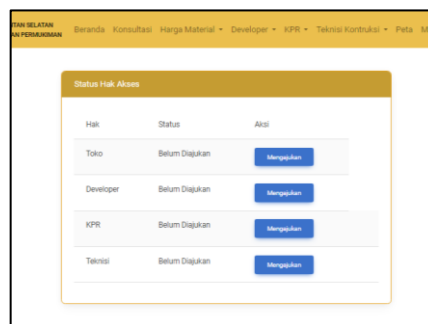 TAN SELATAN
AN PERMUKIMAN
Beranda Konsultasi Harga Material Developer KPR Teknisi Kontruksi Peta M
Status Hak Akses
Hak Status Aksi
Toko Belum Diajukan Mengajukan
Developer Belum Diajukan Mengajukan
KPR Belum Diajukan Mengajukan
Teknisi Belum Diajukan Mengajukan